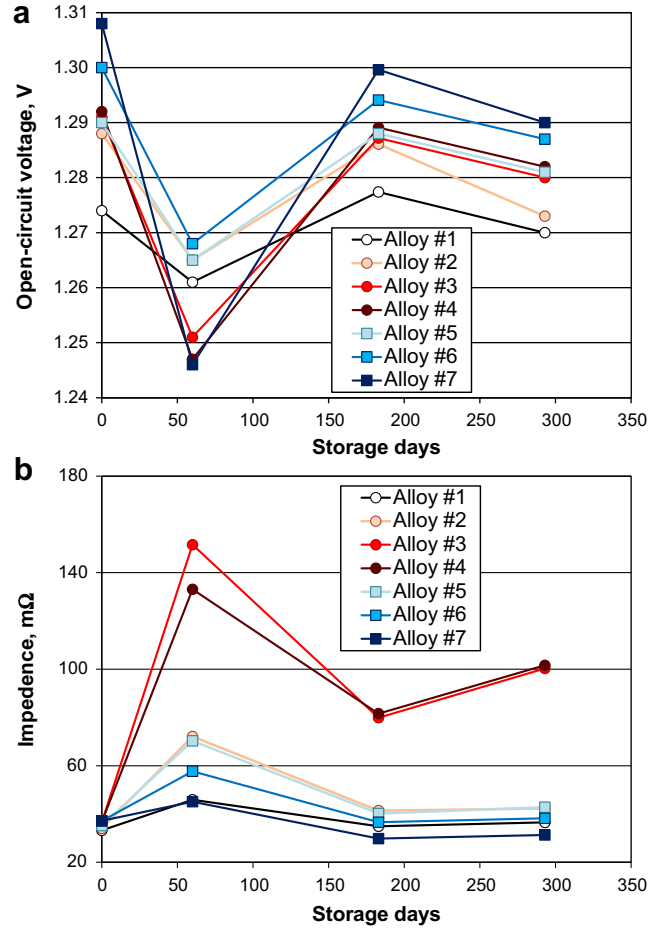 a
Open-circuit voltage, V
1.31
1.30
1.29
1.28
1.27
1.26
1.25
1.24
Alloy #1
Alloy #2
Alloy #3
Alloy #4
Alloy #5
Alloy #6
Alloy #7
0 50 100 150 200 250 300 350
Storage days
b
Impedence, mΩ
180
140
100
60
20
Alloy #1
Alloy #2
Alloy #3
Alloy #4
Alloy #5
Alloy #6
Alloy #7
0 50 100 150 200 250 300 350
Storage days